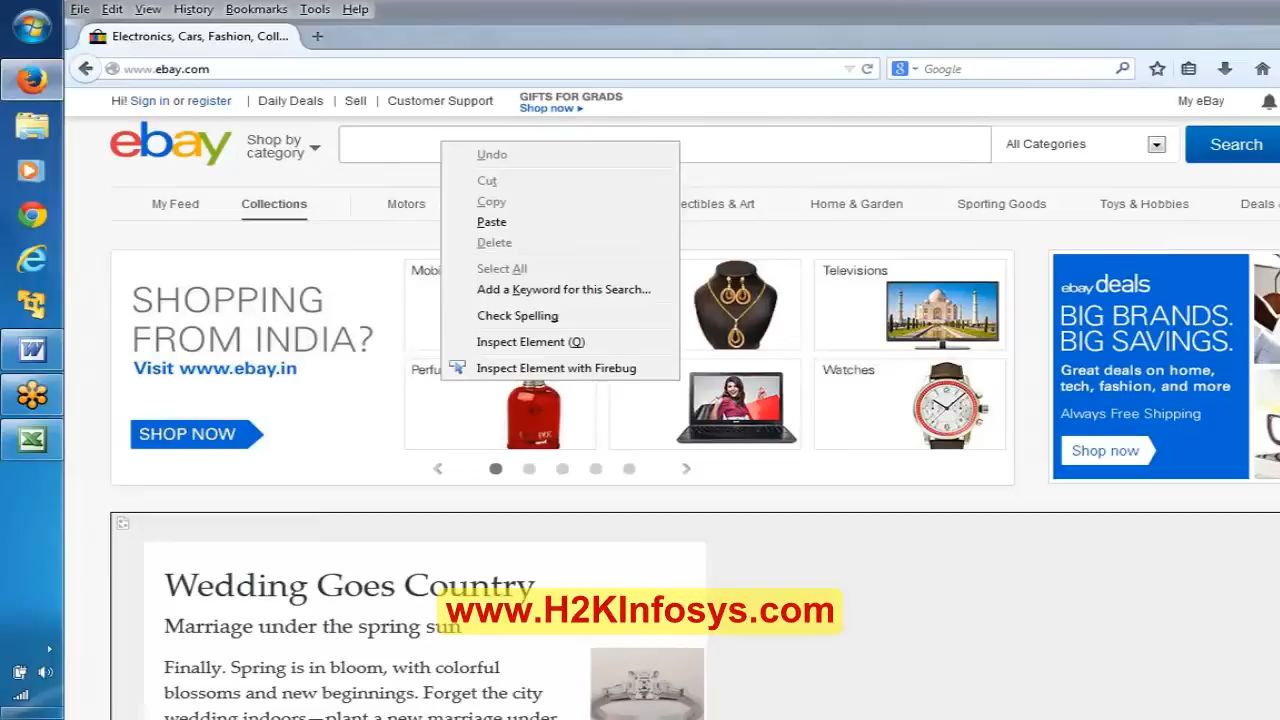 File Edit View History Bookmarks Tools Help
Electronics, Cars, Fashion, Coll... +
www.ebay.com
Google
Hi! Sign in or register | Daily Deals | Sell | Customer Support
GIFTS FOR GRADS
Shop now ▸
My eBay
ebay
Shop by
category
All Categories
Search
Undo
Cut
Copy
Paste
Delete
Select All
Add a Keyword for this Search...
Check Spelling
Inspect Element (Q)
Inspect Element with Firebug
My Feed Collections Motors ectibles & Art Home & Garden Sporting Goods Toys & Hobbies Deals
SHOPPING
FROM INDIA?
Visit www.ebay.in
SHOP NOW
Mobi
Televisions
Perfu
Watches
ebay deals
BIG BRANDS.
BIG SAVINGS.
Great deals on home,
tech, fashion, and more
Always Free Shipping
Shop now
Wedding Goes Country
www.H2KInfosys.com
Marriage under the spring sun
Finally. Spring is in bloom, with colorful
blossoms and new beginnings. Forget the city
wedding indoors—plant a new marriage under